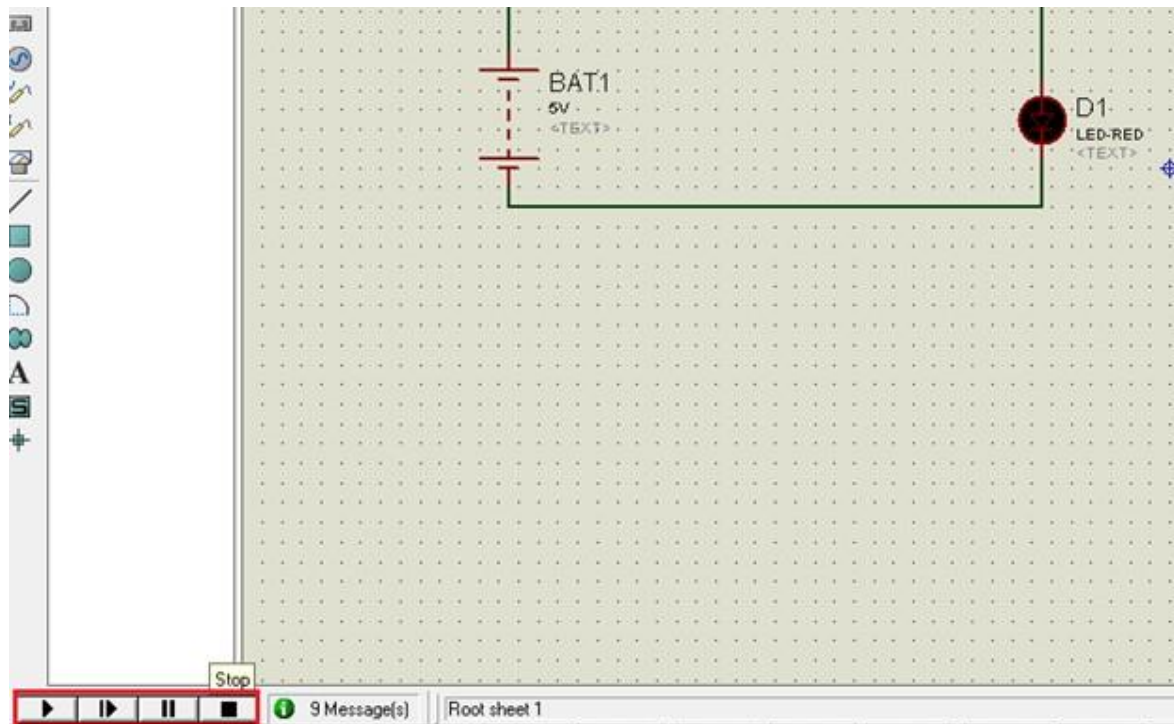 BAT1
5V
<TEXT>
D1
LED-RED
<TEXT>
A
S
Stop
9 Message(s)
Root sheet 1